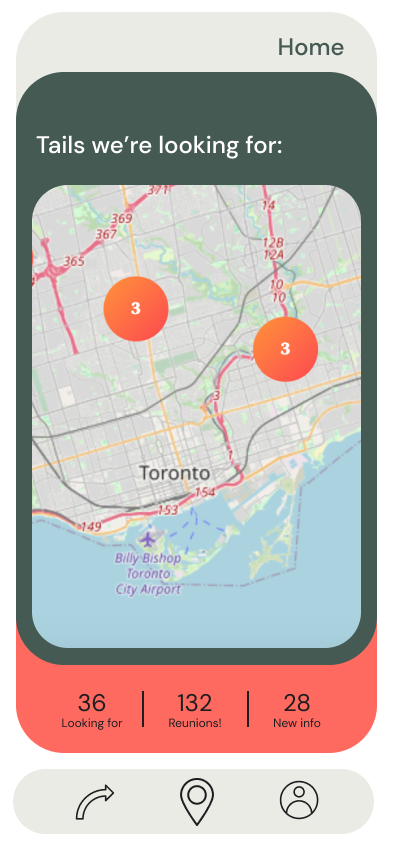 Home
Tails we’re looking for:
371
14
369
367
12B
12A
365
10
10
3
3
3
1
Toronto
154
153
149
Billy Bishop
Toronto
City Airport
36
132
28
Looking for
Reunions!
New info